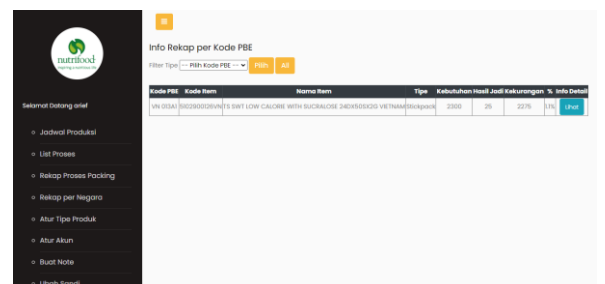 nutrifood
Selamat Datang arief
Jadwal Produksi
List Proses
Rekap Proses Packing
Rekap per Negara
Atur Tipe Produk
Atur Akun
Buat Note
Ubah Sandi
Info Rekap per Kode PBE
Filter Tipe -- Pilih Kode PBE -- Pilih All
Kode PBE Kode Item Nama Item Tipe Kebutuhan Hasil Jadi Kekurangan % Info Detail
TS SWT LOW CALORIE WITH SUCRALOSE 240X50SX2G VIETNAM Stickpack 2300 25 2275 1.1% Lihat